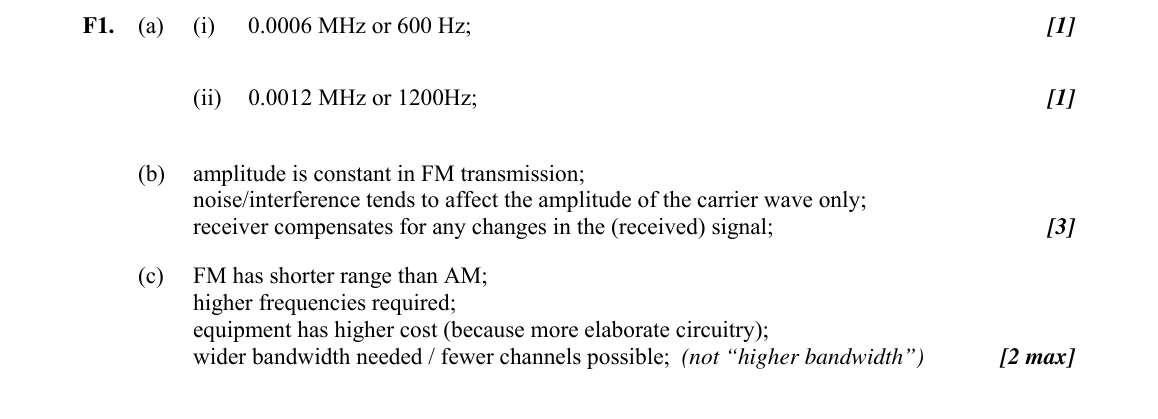 F1. (a) (i) 0.0006 MHz or 600 Hz; [1]
(ii) 0.0012 MHz or 1200Hz; [1]
(b) amplitude is constant in FM transmission;
noise/interference tends to affect the amplitude of the carrier wave only;
receiver compensates for any changes in the (received) signal; [3]
(c) FM has shorter range than AM;
higher frequencies required;
equipment has higher cost (because more elaborate circuitry);
wider bandwidth needed / fewer channels possible; (not “higher bandwidth”) [2 max]